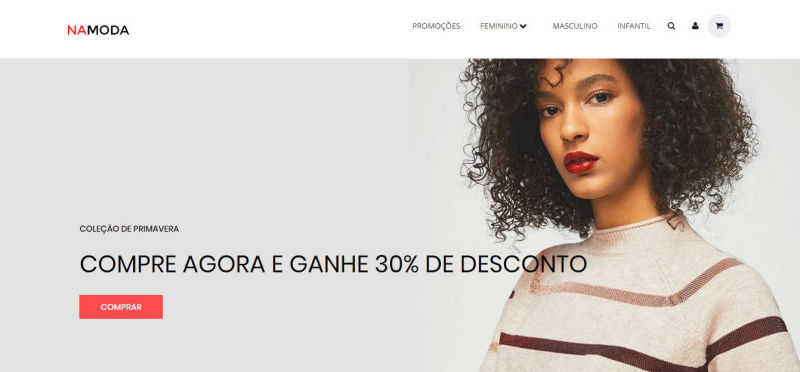 NAMODA
PROMOÇÕES FEMININO MASCULINO INFANTIL
COLEÇÃO DE PRIMAVERA
COMPRE AGORA E GANHE 30% DE DESCONTO
COMPRAR